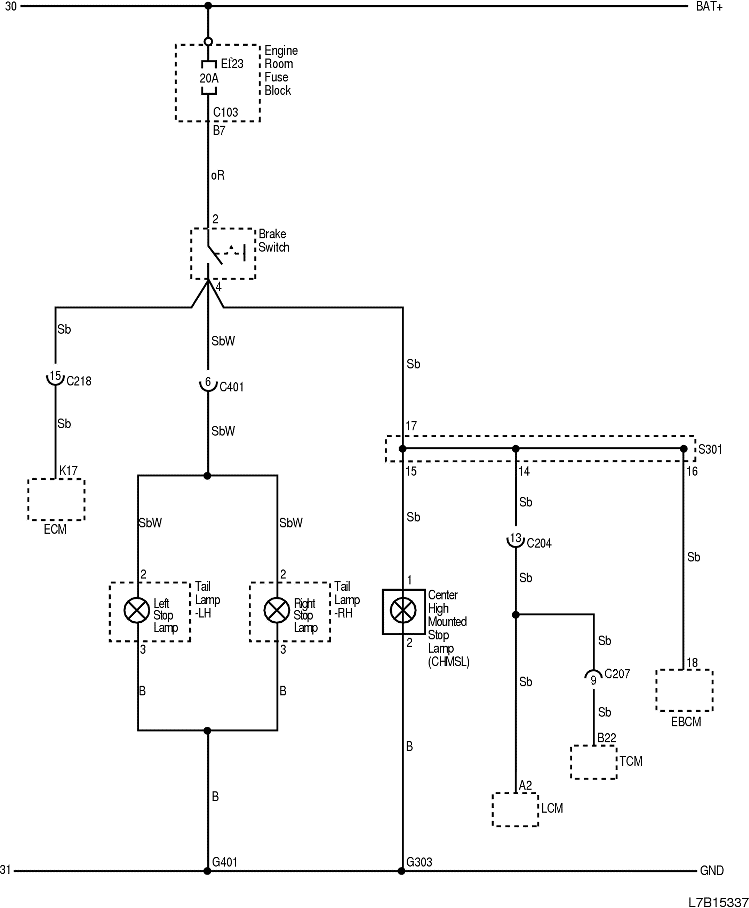 30
BAT+
Engine
Room
Fuse
Block
20A
C103
B7
oR
2
Brake
Switch
4
Sb
SbW
Sb
15
C218
6
C401
Sb
SbW
17
S301
K17
15
14
16
ECM
SbW
SbW
Sb
Sb
13
C204
Sb
Sb
2
Tail
Lamp
-LH
Left
Stop
Lamp
3
2
Tail
Lamp
-RH
Right
Stop
Lamp
3
1
Center
High
Mounted
Stop
Lamp
(CHMSL)
2
Sb
9
C207
Sb
Sb
18
EBCM
B
B
B
B22
TCM
A2
LCM
B
G401
G303
31
GND
L7B15337